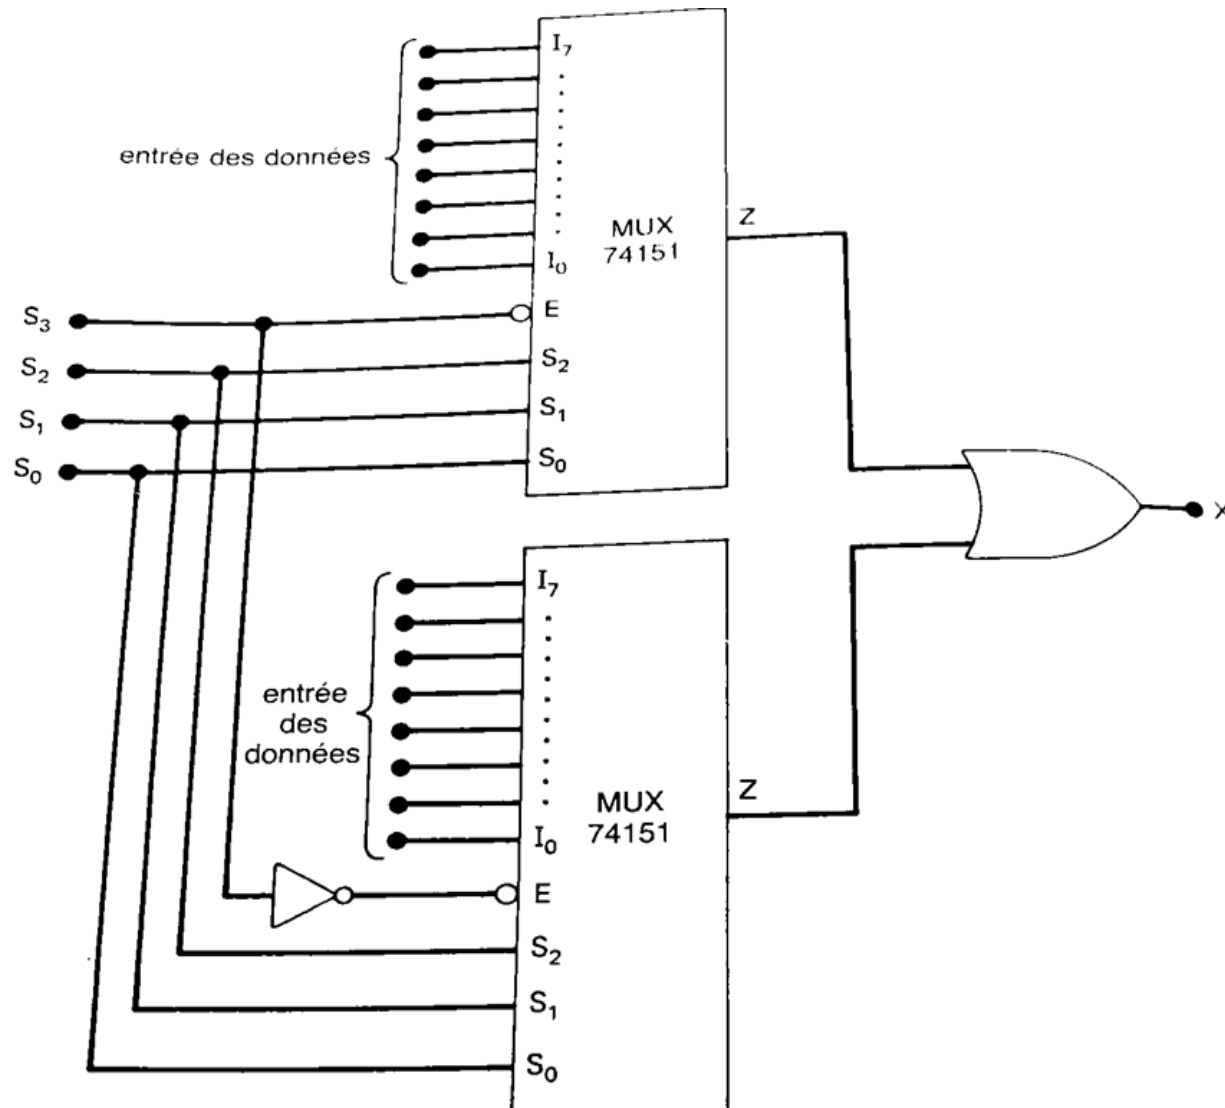 I₇
entrée des données
MUX
74151
Z
I₀
S₃
E
S₂
S₂
S₁
S₁
S₀
S₀
X
I₇
entrée
des
données
MUX
74151
Z
I₀
E
S₂
S₁
S₀